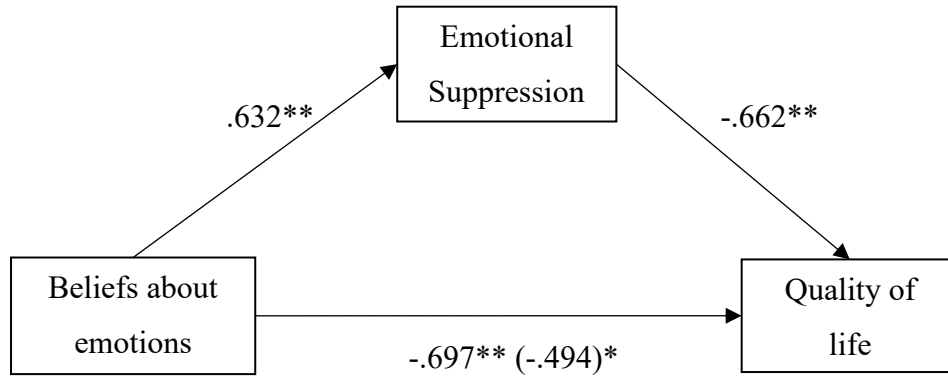 Emotional
Suppression
.632**
-.662**
Beliefs about
emotions
Quality of
life
-.697** (-.494)*